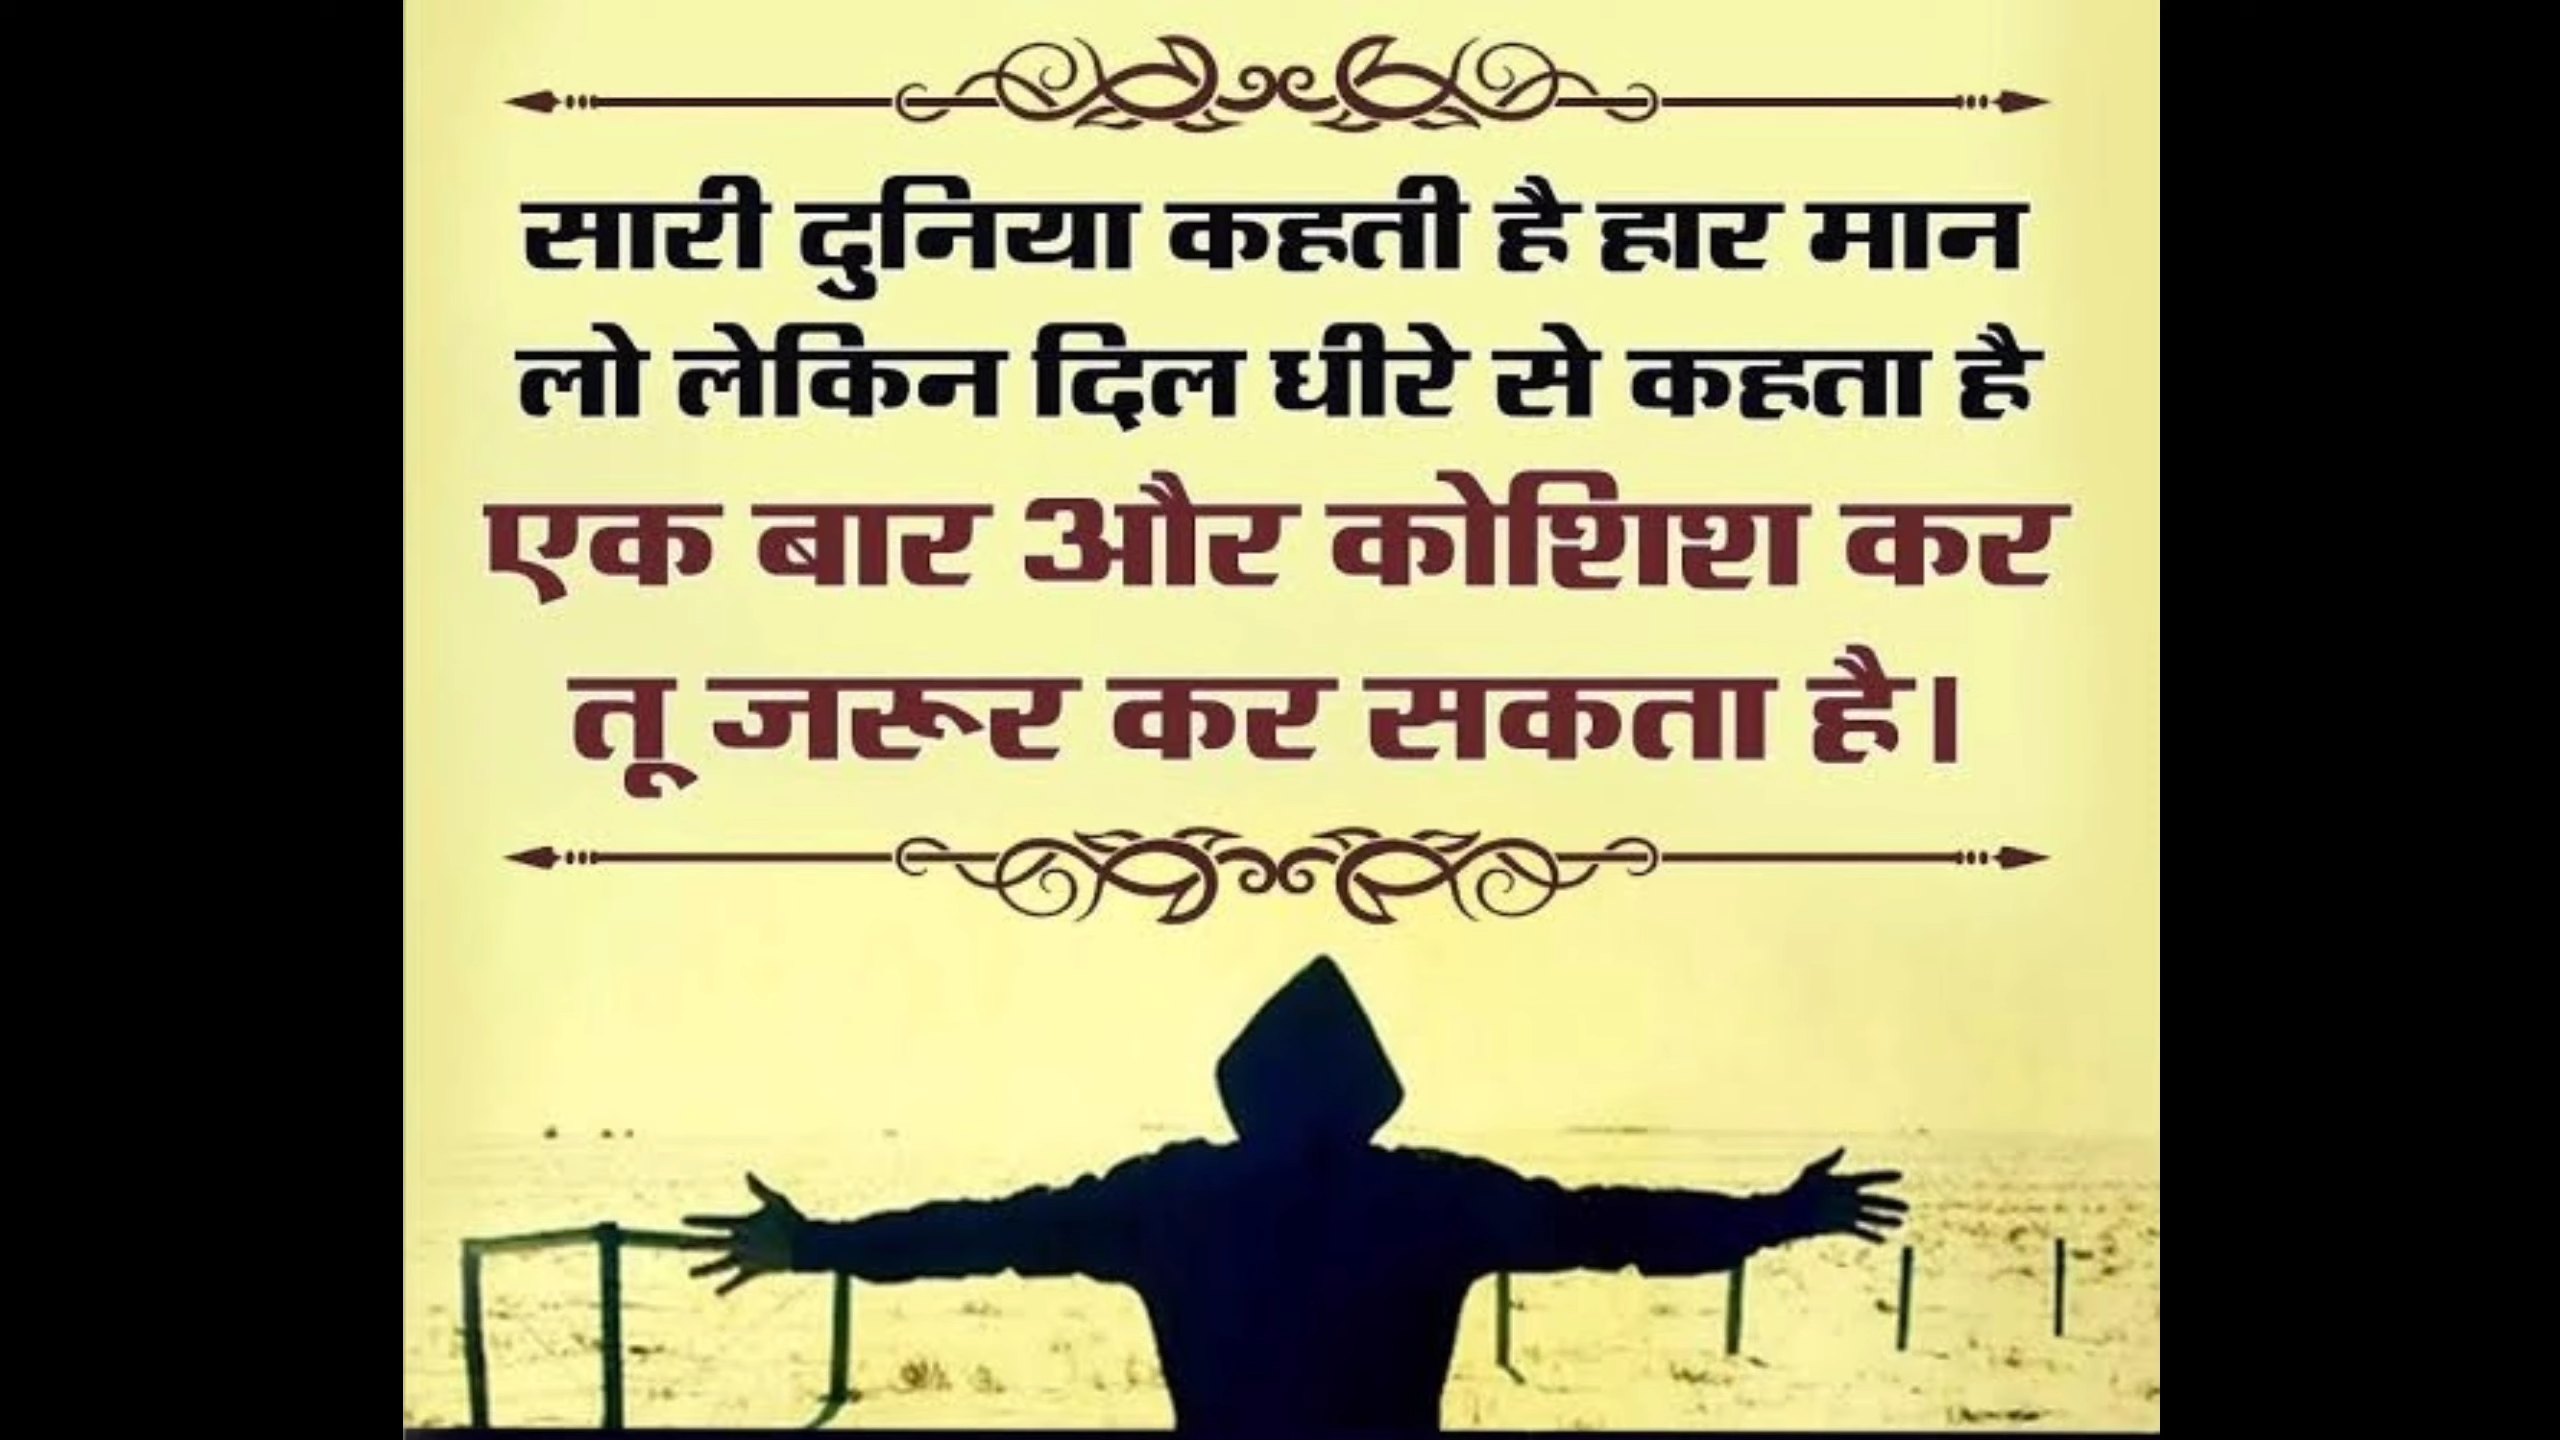 सारी दुनिया कहती है हार मान
लो लेकिन दिल धीरे से कहता है
एक बार और कोशिश कर
तू जरूर कर सकता है।